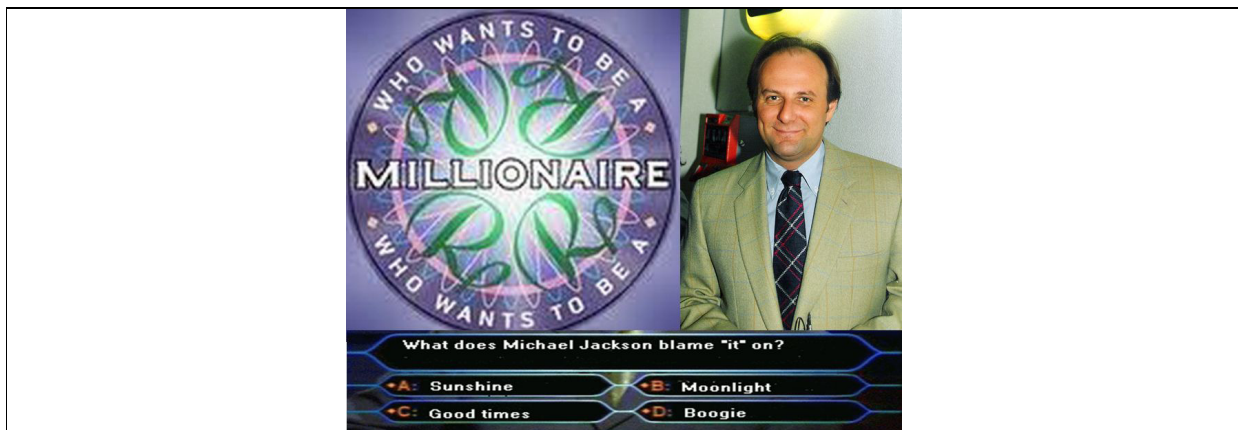 WHO WANTS TO BE A
MILLIONAIRE
WHO WANTS TO BE A
What does Michael Jackson blame "it" on?
A: Sunshine
B: Moonlight
C: Good times
D: Boogie